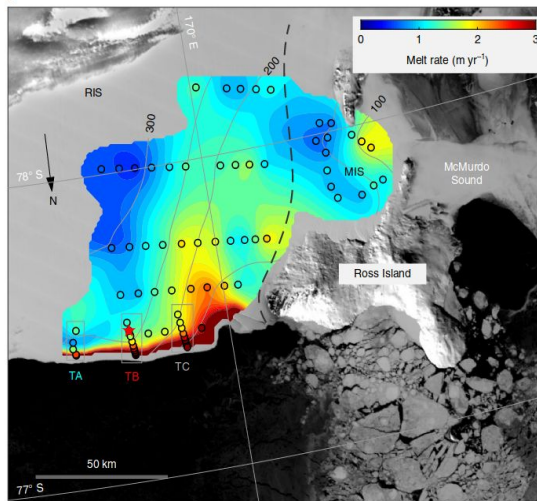 170° E
0 1 2 3
Melt rate (m yr⁻¹)
RIS
200
100
300
McMurdo
Sound
78° S
MIS
N
Ross Island
TA
TB
TC
50 km
77° S